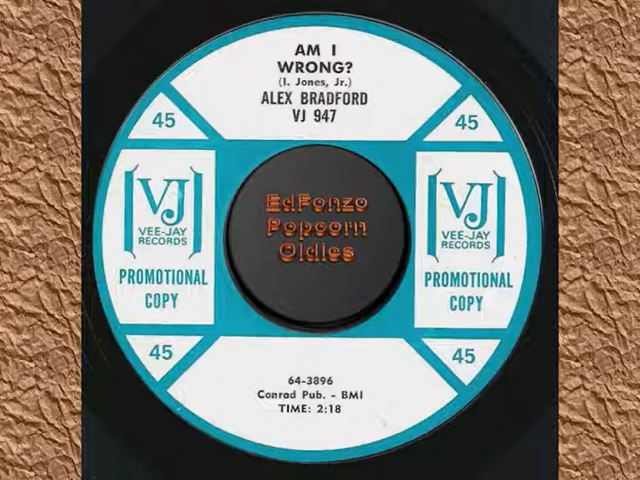 AM I
WRONG?
(I. Jones, Jr.)
ALEX BRADFORD
VJ 947
45
45
VJ
VEE-JAY
RECORDS
PROMOTIONAL
COPY
EdFonzo
Popcorn
Oldies
VJ
VEE-JAY
RECORDS
PROMOTIONAL
COPY
45
45
64-3896
Conrad Pub. - BMI
TIME: 2:18